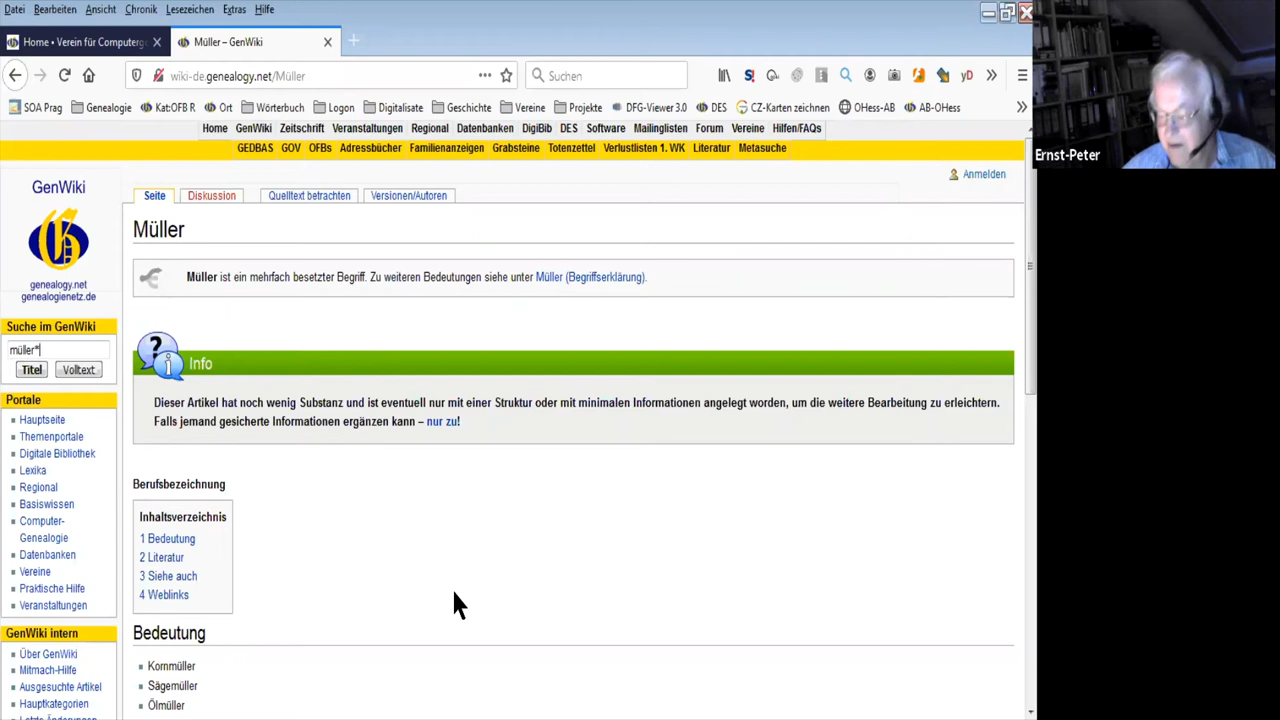 Datei Bearbeiten Ansicht Chronik Lesezeichen Extras Hilfe
Home • Verein für Computerge Müller – GenWiki
wiki-de.genealogy.net/Müller Suchen
SOA Prag Genealogie Kat:OFB R Ort Wörterbuch Logon Digitalisate Geschichte Vereine Projekte DFG-Viewer 3.0 DES CZ-Karten zeichnen OHess-AB AB-OHess
Home GenWiki Zeitschrift Veranstaltungen Regional Datenbanken DigiBib DES Software Mailinglisten Forum Vereine Hilfen/FAQs
GEDBAS GOV OFBs Adressbücher Familienanzeigen Grabsteine Totenzettel Verlustlisten 1. WK Literatur Metasuche
Ernst-Peter
Anmelden
GenWiki
genealogy.net
genealogienetz.de
Seite Diskussion Quelltext betrachten Versionen/Autoren
Müller
Müller ist ein mehrfach besetzter Begriff. Zu weiteren Bedeutungen siehe unter Müller (Begriffserklärung).
Suche im GenWiki
müller*
Titel Volltext
Info
Dieser Artikel hat noch wenig Substanz und ist eventuell nur mit einer Struktur oder mit minimalen Informationen angelegt worden, um die weitere Bearbeitung zu erleichtern.
Falls jemand gesicherte Informationen ergänzen kann – nur zu!
Portale
Hauptseite
Themenportale
Digitale Bibliothek
Lexika
Regional
Basiswissen
Computer-
Genealogie
Datenbanken
Vereine
Praktische Hilfe
Veranstaltungen
GenWiki intern
Über GenWiki
Mitmach-Hilfe
Ausgesuchte Artikel
Hauptkategorien
Letzte Änderungen
Berufsbezeichnung
Inhaltsverzeichnis
1 Bedeutung
2 Literatur
3 Siehe auch
4 Weblinks
Bedeutung
Kornmüller
Sägemüller
Ölmüller